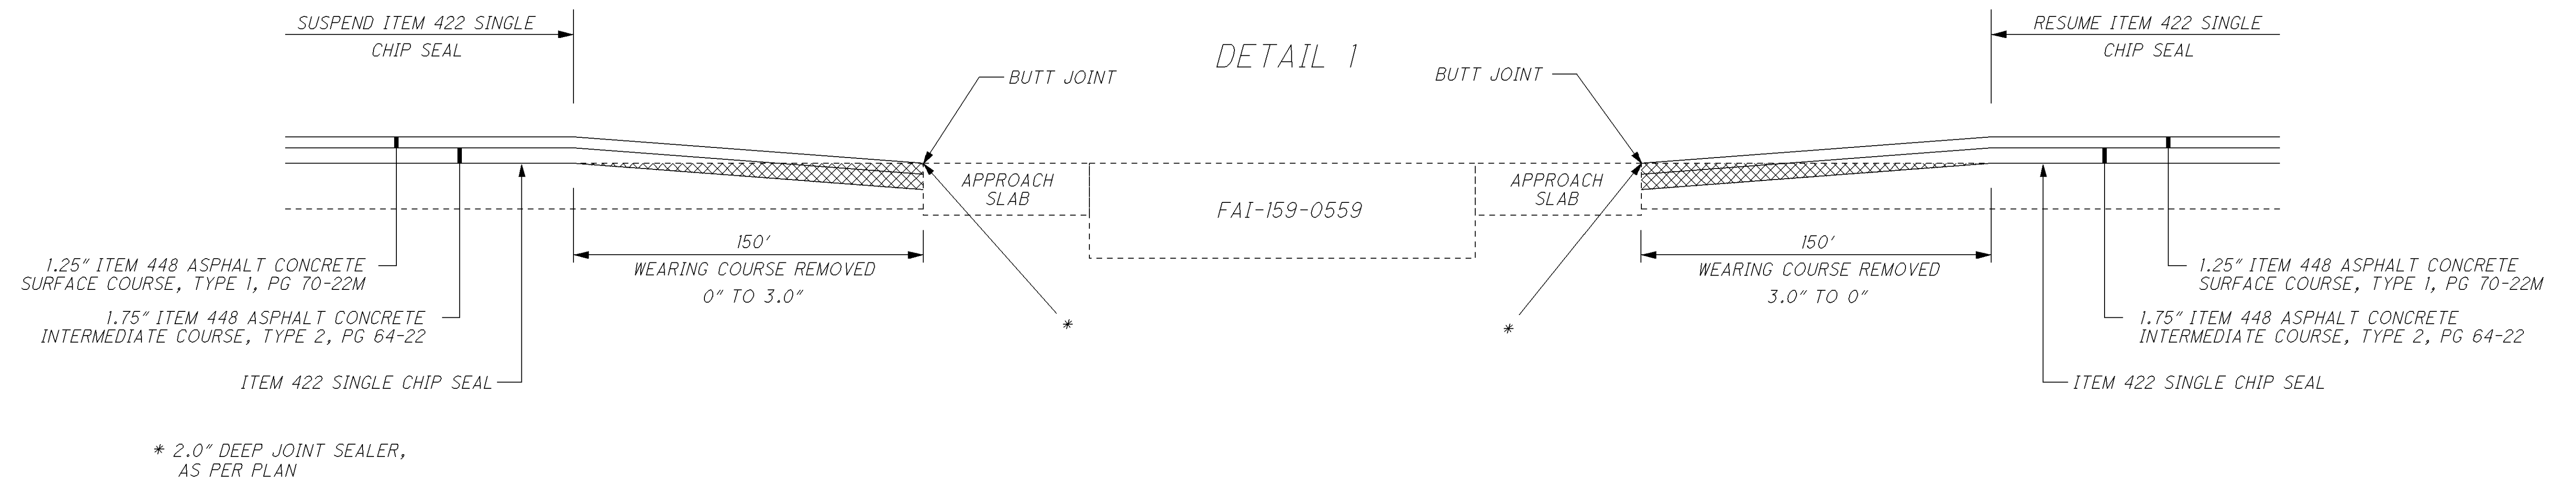 SUSPEND ITEM 422 SINGLE
CHIP SEAL
DETAIL 1
RESUME ITEM 422 SINGLE
CHIP SEAL
BUTT JOINT
BUTT JOINT
APPROACH
SLAB
FAI-159-0559
APPROACH
SLAB
150'
WEARING COURSE REMOVED
0" TO 3.0"
150'
WEARING COURSE REMOVED
3.0" TO 0"
1.25" ITEM 448 ASPHALT CONCRETE
SURFACE COURSE, TYPE 1, PG 70-22M
1.75" ITEM 448 ASPHALT CONCRETE
INTERMEDIATE COURSE, TYPE 2, PG 64-22
ITEM 422 SINGLE CHIP SEAL
*
*
1.25" ITEM 448 ASPHALT CONCRETE
SURFACE COURSE, TYPE 1, PG 70-22M
1.75" ITEM 448 ASPHALT CONCRETE
INTERMEDIATE COURSE, TYPE 2, PG 64-22
ITEM 422 SINGLE CHIP SEAL
* 2.0" DEEP JOINT SEALER,
AS PER PLAN